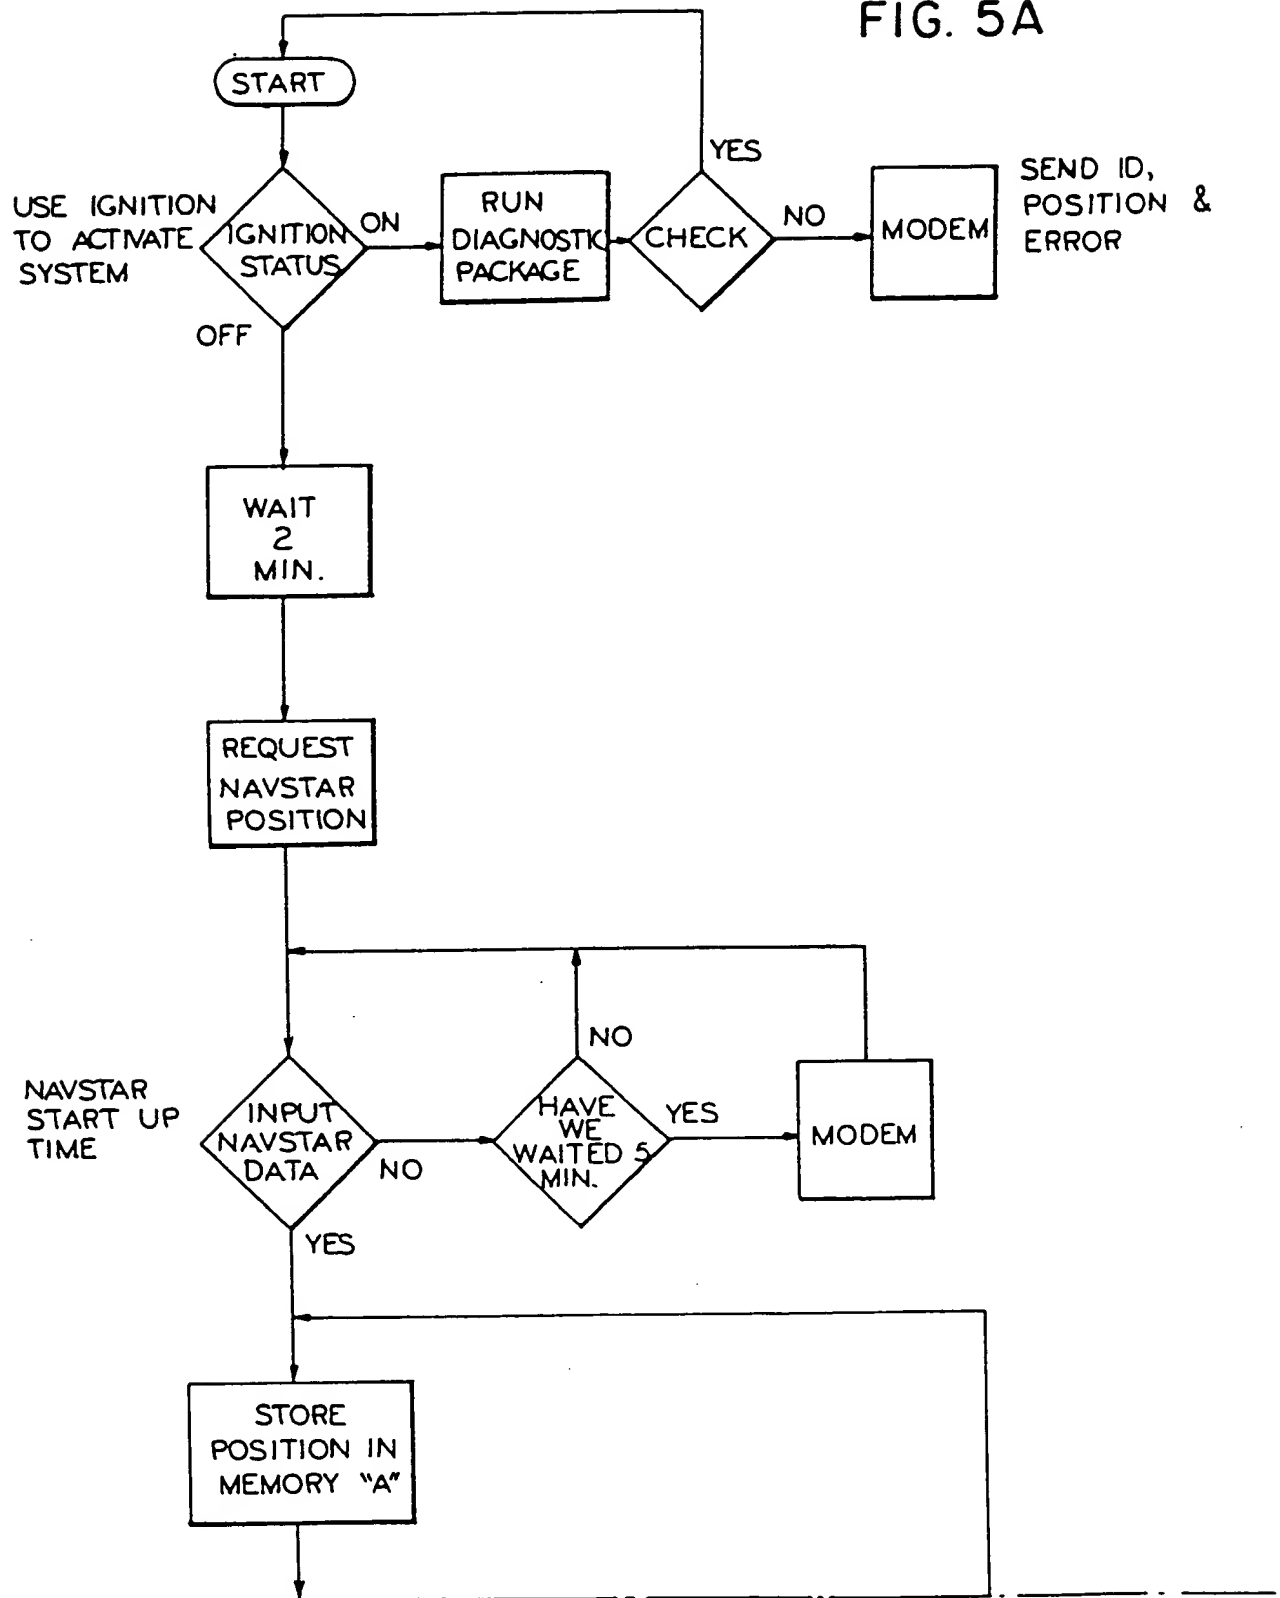 FIG. 5A
START
YES
USE IGNITION
TO ACTIVATE
SYSTEM
IGNITION
STATUS
ON
OFF
RUN
DIAGNOSTIC
PACKAGE
CHECK
NO
MODEM
SEND ID,
POSITION &
ERROR
WAIT
2
MIN.
REQUEST
NAVSTAR
POSITION
NAVSTAR
START UP
TIME
INPUT
NAVSTAR
DATA
NO
YES
HAVE
WE
WAITED 5
MIN.
NO
YES
MODEM
STORE
POSITION IN
MEMORY "A"